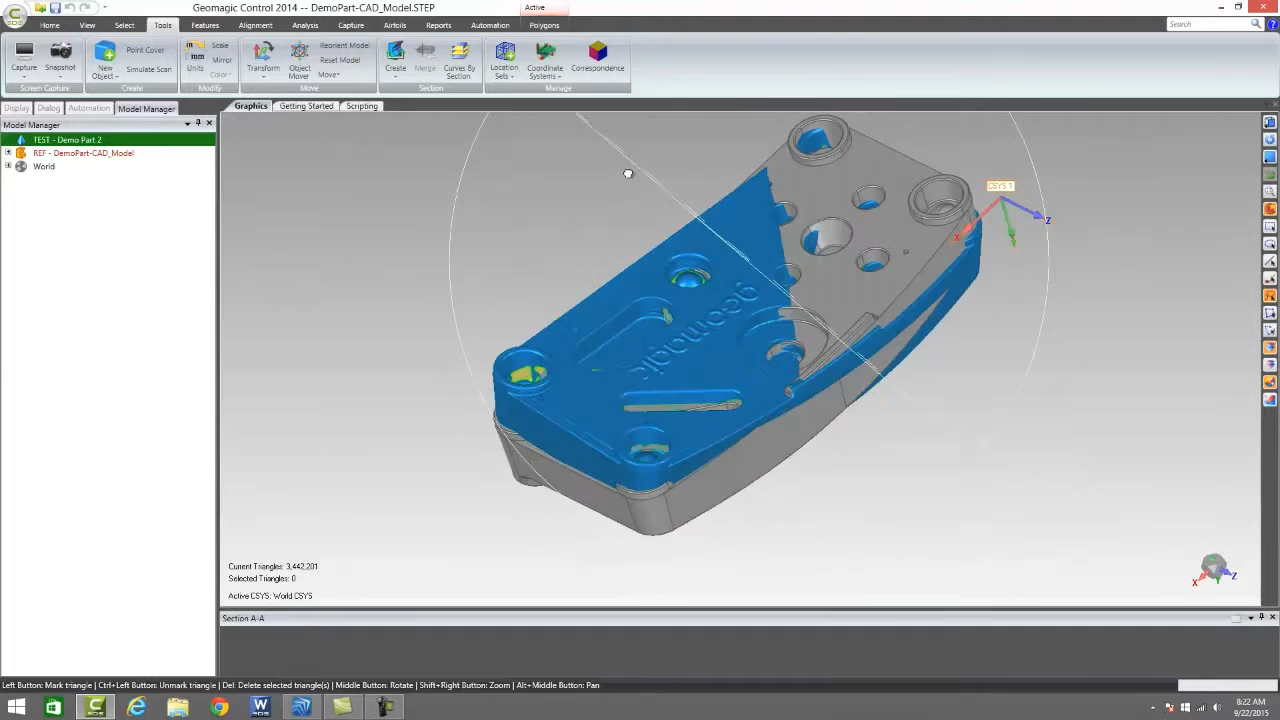 Geomagic Control 2014 -- DemoPart-CAD_Model.STEP
Active
Home View Select Tools Features Alignment Analysis Capture Airfoils Reports Automation Polygons
Search
Capture Snapshot
Screen Capture
New Object Point Cover Simulate Scan
Create
in mm Units Scale Mirror Color
Modify
Transform Object Mover Reorient Model Reset Model Move
Move
Create Merge Curves By Section
Section
Location Sets Coordinate Systems Correspondence
Manage
Display Dialog Automation Model Manager
Graphics Getting Started Scripting
Model Manager
TEST - Demo Part 2
REF - DemoPart-CAD_Model
World
CSYS 1
X
Z
geomagic
Current Triangles: 3,442,201
Selected Triangles: 0
Active CSYS: World CSYS
X Z
Section A-A
Left Button: Mark triangle | Ctrl+Left Button: Unmark triangle | Del: Delete selected triangle(s) | Middle Button: Rotate | Shift+Right Button: Zoom | Alt+Middle Button: Pan
8:22 AM
9/22/2015